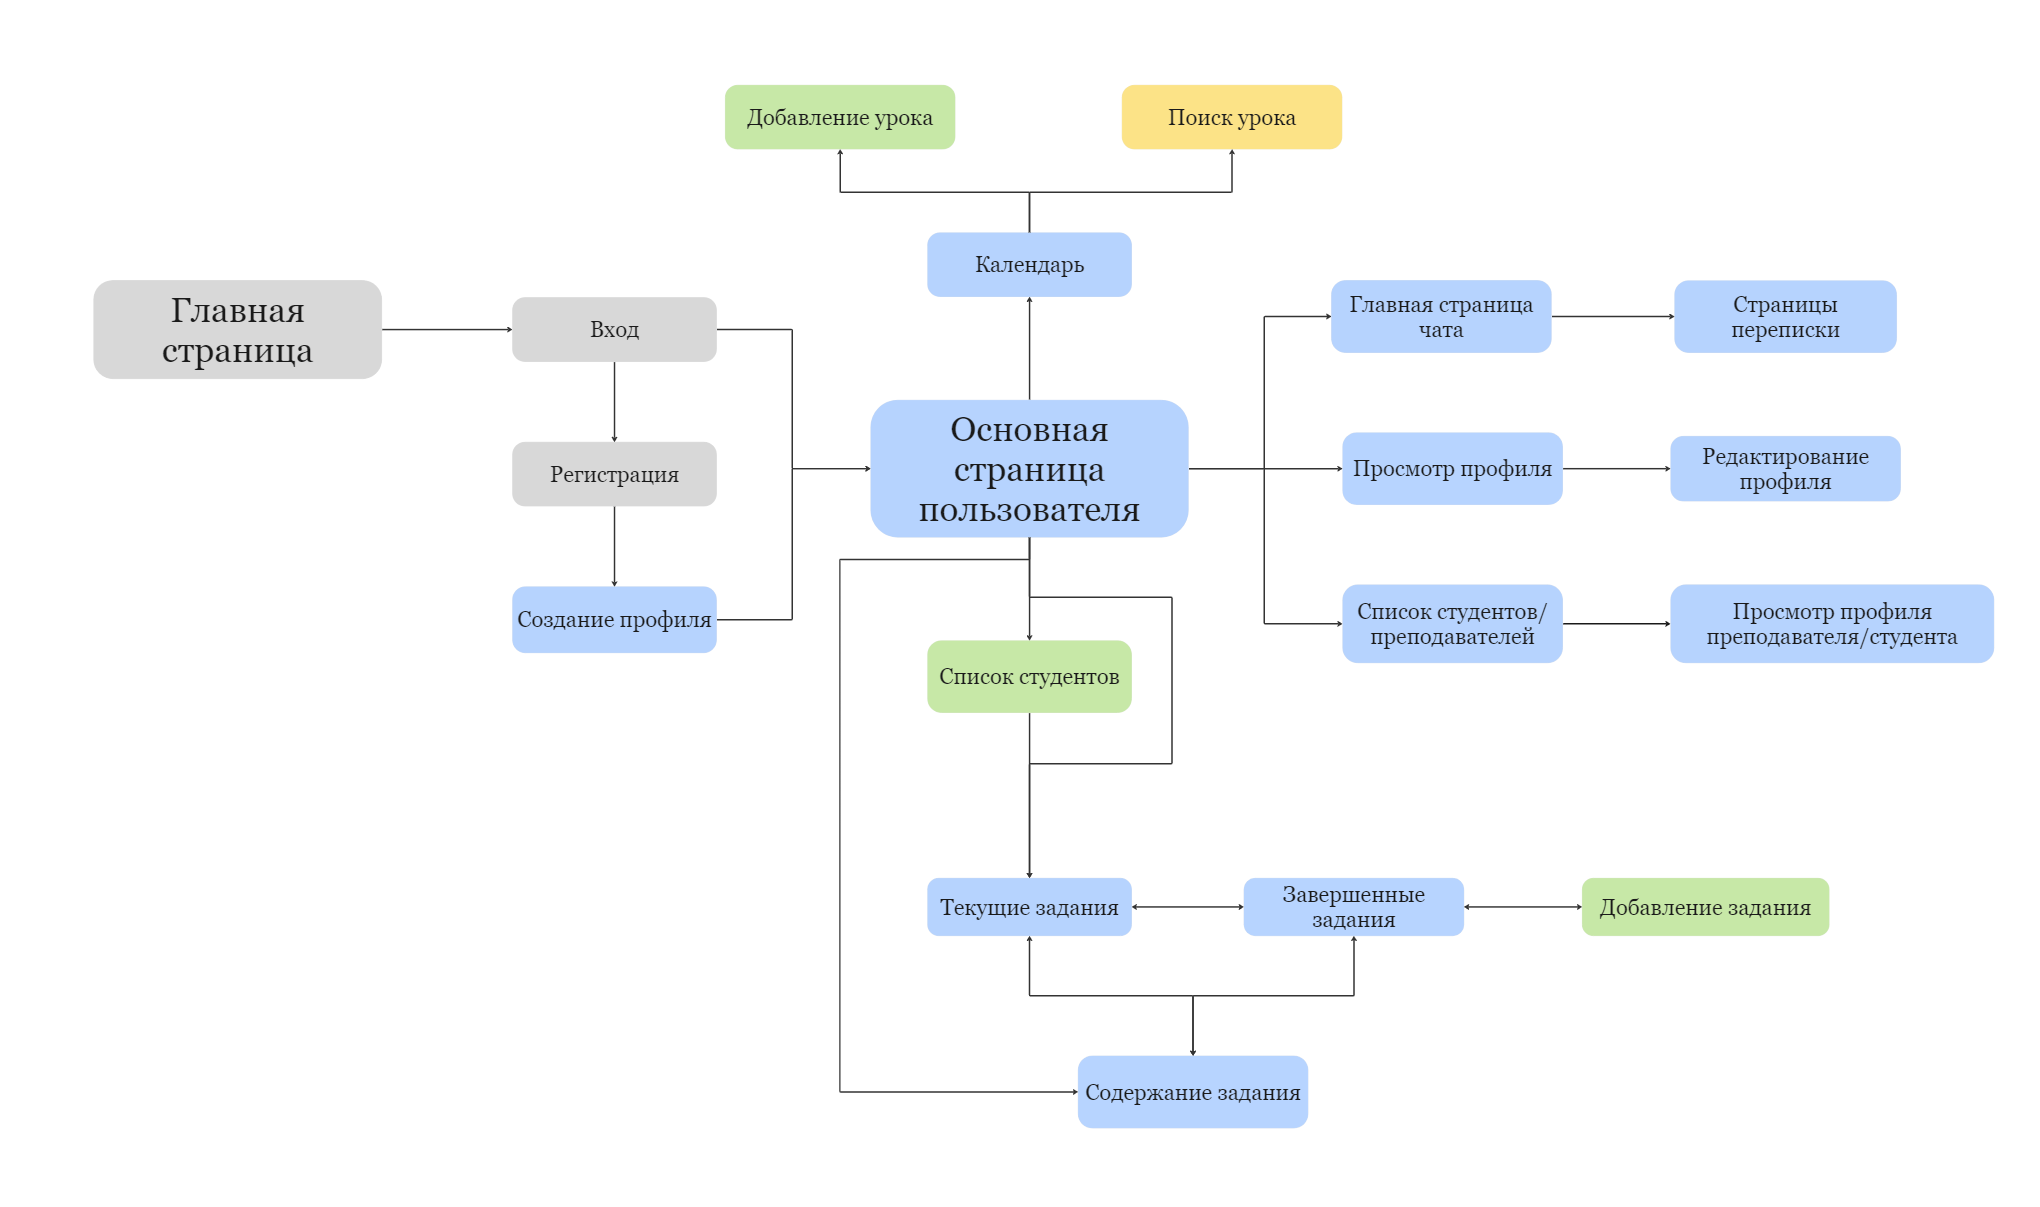 Добавление урока
Поиск урока
Календарь
Главная
страница
Вход
Регистрация
Создание профиля
Основная
страница
пользователя
Главная страница
чата
Страницы
переписки
Просмотр профиля
Редактирование
профиля
Список студентов/
преподавателей
Просмотр профиля
преподавателя/студента
Список студентов
Текущие задания
Завершенные
задания
Добавление задания
Содержание задания